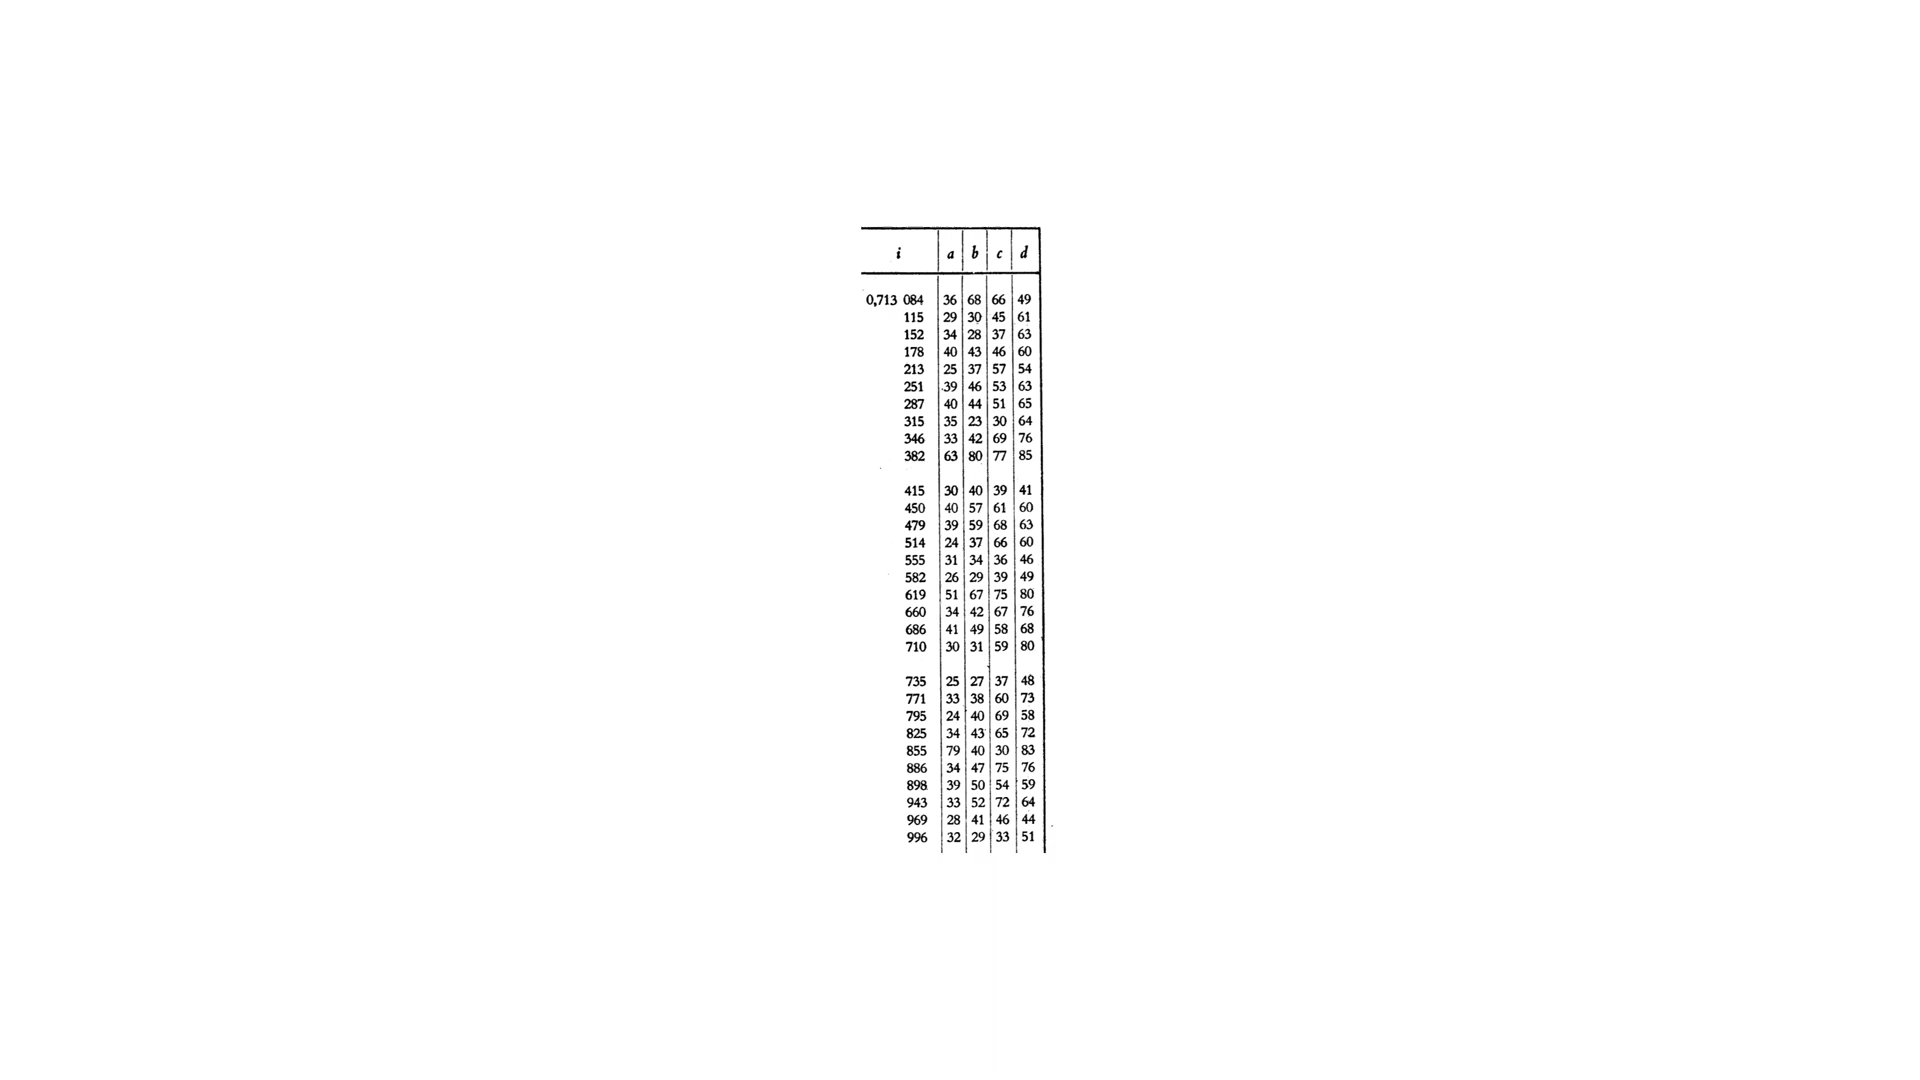 i a b c d
0,713 084 36 68 66 49
115 29 30 45 61
152 34 28 37 63
178 40 43 46 60
213 25 37 57 54
251 39 46 53 63
287 40 44 51 65
315 35 23 30 64
346 33 42 69 76
382 63 80 77 85
415 30 40 39 41
450 40 57 61 60
479 39 59 68 63
514 24 37 66 60
555 31 34 36 46
582 26 29 39 49
619 51 67 75 80
660 34 42 67 76
686 41 49 58 68
710 30 31 59 80
735 25 27 37 48
771 33 38 60 73
795 24 40 69 58
825 34 43 65 72
855 79 40 30 83
886 34 47 75 76
898 39 50 54 59
943 33 52 72 64
969 28 41 46 44
996 32 29 33 51